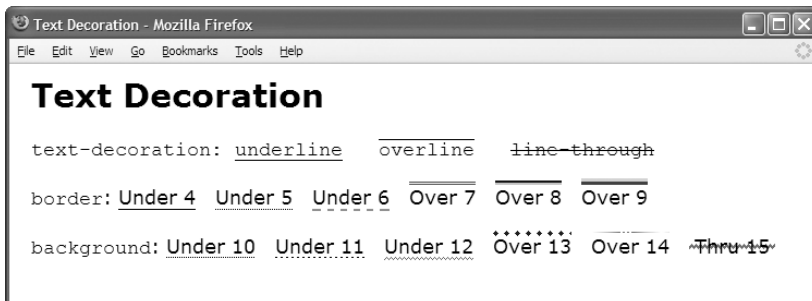 Text Decoration - Mozilla Firefox
File Edit View Go Bookmarks Tools Help
Text Decoration
text-decoration: underline overline line-through
border: Under 4 Under 5 Under 6 Over 7 Over 8 Over 9
background: Under 10 Under 11 Under 12 Over 13 Over 14 Thru 15